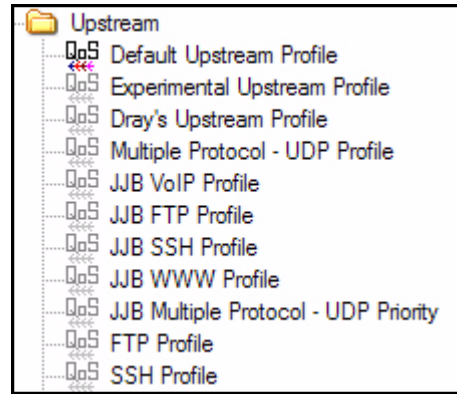 Upstream
QoS Default Upstream Profile
QoS Experimental Upstream Profile
QoS Dray's Upstream Profile
QoS Multiple Protocol - UDP Profile
QoS JJB VoIP Profile
QoS JJB FTP Profile
QoS JJB SSH Profile
QoS JJB WWW Profile
QoS JJB Multiple Protocol - UDP Priority
QoS FTP Profile
QoS SSH Profile